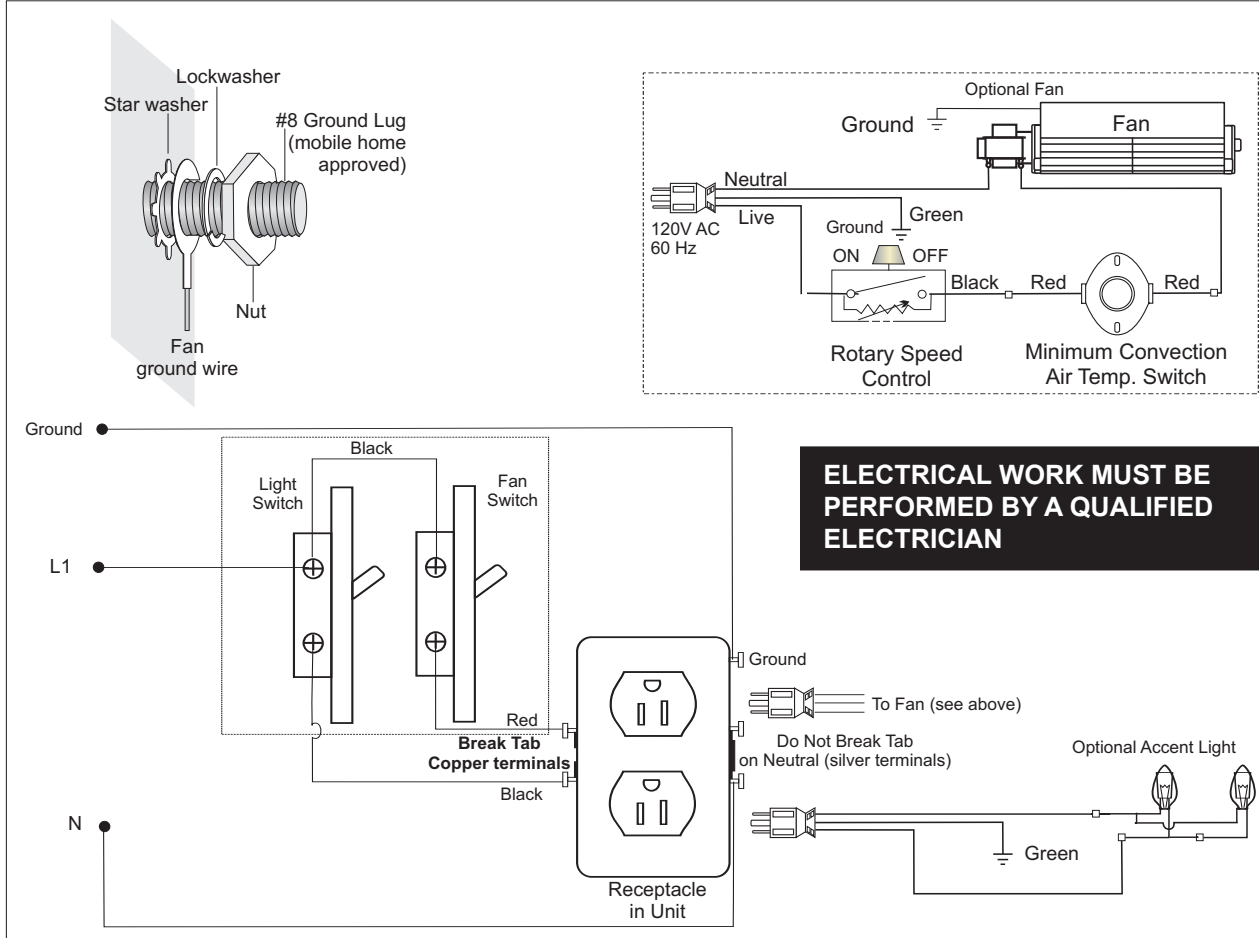 Lockwasher
Star washer
#8 Ground Lug
(mobile home
approved)
Nut
Fan
ground wire
Optional Fan
Ground
Fan
Neutral
Live
Green
120V AC
60 Hz
Ground
ON
OFF
Black
Red
Red
Rotary Speed
Control
Minimum Convection
Air Temp. Switch
Ground
Black
Light
Switch
Fan
Switch
L1
ELECTRICAL WORK MUST BE
PERFORMED BY A QUALIFIED
ELECTRICIAN
Ground
To Fan (see above)
Red
Break Tab
Copper terminals
Black
Do Not Break Tab
on Neutral (silver terminals)
Optional Accent Light
N
Green
Receptacle
in Unit